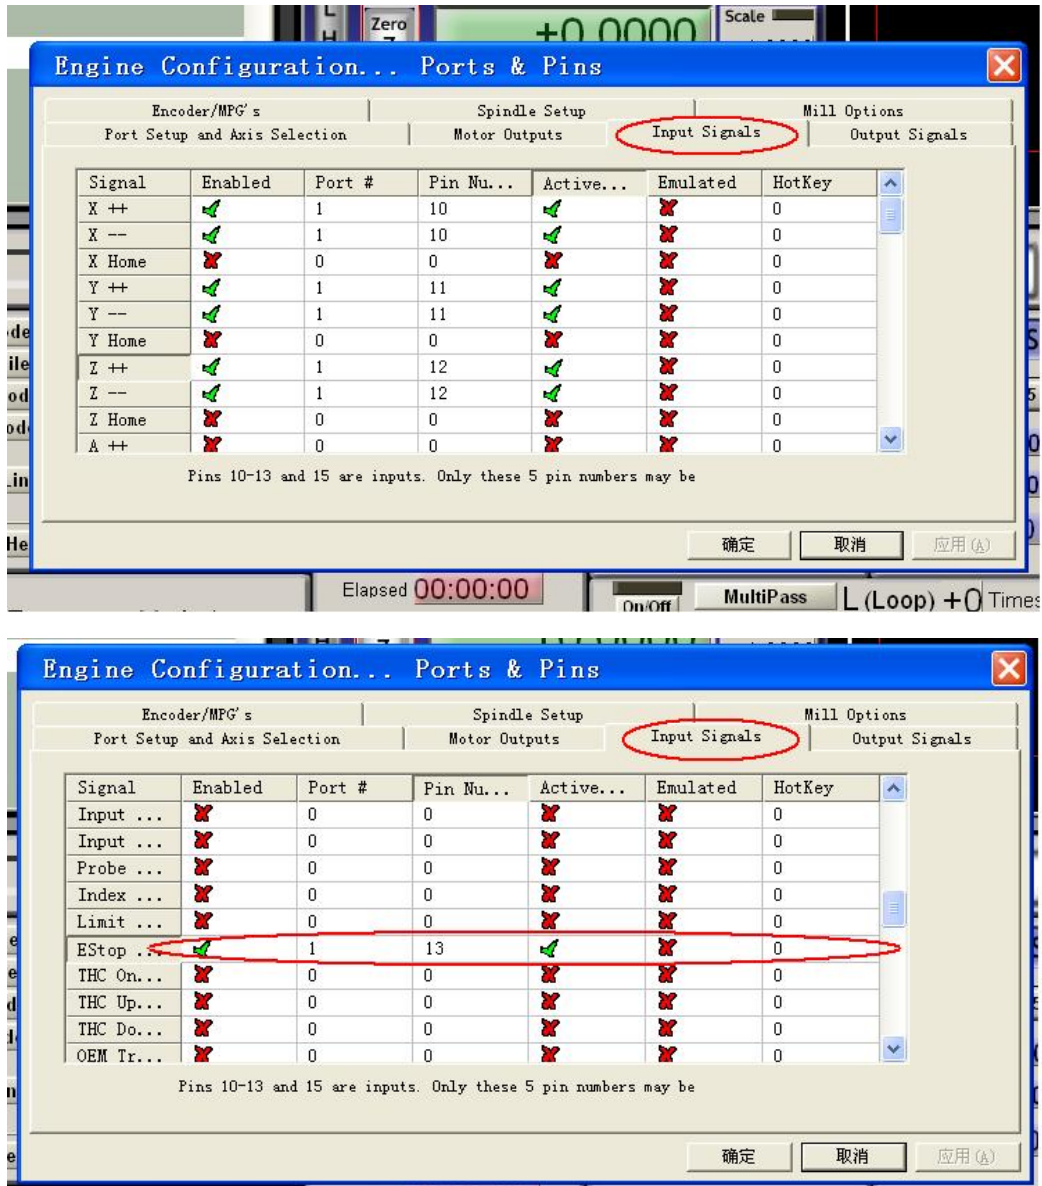 Zero
+0.0000
Scale
Engine Configuration... Ports & Pins
Encoder/MPG's Spindle Setup Mill Options
Port Setup and Axis Selection Motor Outputs Input Signals Output Signals
Signal Enabled Port # Pin Nu... Active... Emulated HotKey
X ++ 1 10 0
X -- 1 10 0
X Home 0 0 0
Y ++ 1 11 0
Y -- 1 11 0
Y Home 0 0 0
Z ++ 1 12 0
Z -- 1 12 0
Z Home 0 0 0
A ++ 0 0 0
Pins 10-13 and 15 are inputs. Only these 5 pin numbers may be
确定 取消 应用(A)
Elapsed 00:00:00 On/Off MultiPass L (Loop) +0 Times
Engine Configuration... Ports & Pins
Encoder/MPG's Spindle Setup Mill Options
Port Setup and Axis Selection Motor Outputs Input Signals Output Signals
Signal Enabled Port # Pin Nu... Active... Emulated HotKey
Input ... 0 0 0
Input ... 0 0 0
Probe ... 0 0 0
Index ... 0 0 0
Limit ... 0 0 0
EStop ... 1 13 0
THC On... 0 0 0
THC Up... 0 0 0
THC Do... 0 0 0
OEM Tr... 0 0 0
Pins 10-13 and 15 are inputs. Only these 5 pin numbers may be
确定 取消 应用(A)